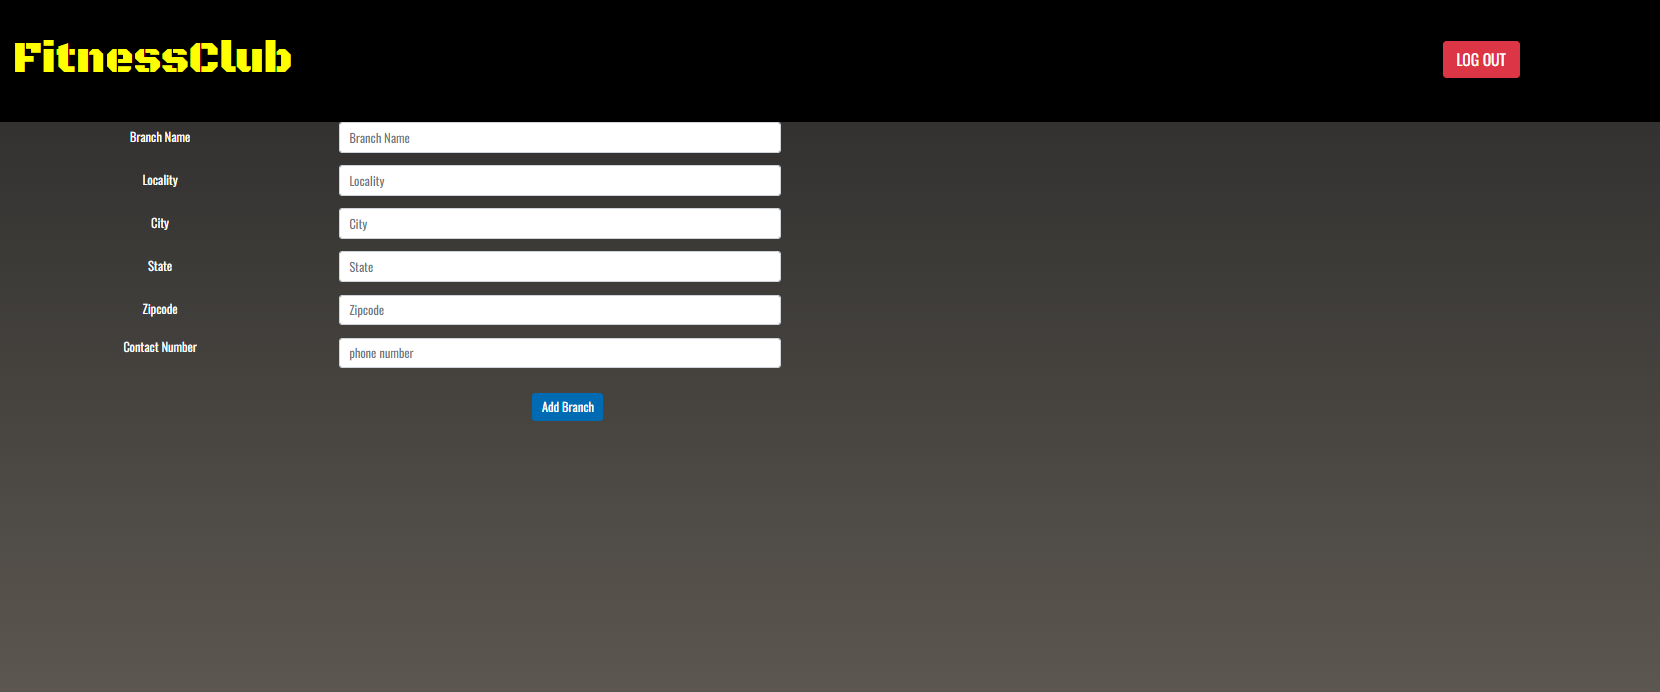 FitnessClub
LOG OUT
Branch Name
Branch Name
Locality
Locality
City
City
State
State
Zipcode
Zipcode
Contact Number
phone number
Add Branch